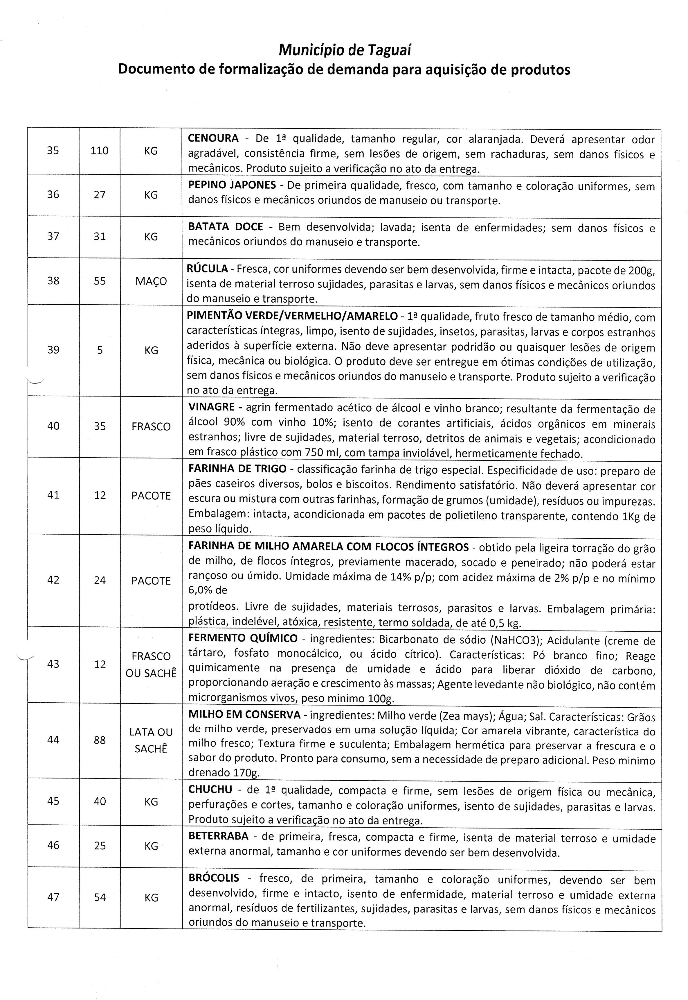 Município de Taguaí
Documento de formalização de demanda para aquisição de produtos
35 110 KG
CENOURA - De 1ª qualidade, tamanho regular, cor alaranjada. Deverá apresentar odor
agradável, consistência firme, sem lesões de origem, sem rachaduras, sem danos físicos e
mecânicos. Produto sujeito a verificação no ato da entrega.
36 27 KG
PEPINO JAPONES - De primeira qualidade, fresco, com tamanho e coloração uniformes, sem
danos físicos e mecânicos oriundos de manuseio ou transporte.
37 31 KG
BATATA DOCE - Bem desenvolvida; lavada; isenta de enfermidades; sem danos físicos e
mecânicos oriundos do manuseio e transporte.
38 55 MAÇO
RÚCULA - Fresca, cor uniformes devendo ser bem desenvolvida, firme e intacta, pacote de 200g,
isenta de material terroso sujidades, parasitas e larvas, sem danos físicos e mecânicos oriundos
do manuseio e transporte.
39 5 KG
PIMENTÃO VERDE/VERMELHO/AMARELO - 1ª qualidade, fruto fresco de tamanho médio, com
características íntegras, limpo, isento de sujidades, insetos, parasitas, larvas e corpos estranhos
aderidos à superfície externa. Não deve apresentar podridão ou quaisquer lesões de origem
física, mecânica ou biológica. O produto deve ser entregue em ótimas condições de utilização,
sem danos físicos e mecânicos oriundos do manuseio e transporte. Produto sujeito a verificação
no ato da entrega.
40 35 FRASCO
VINAGRE - agrin fermentado acético de álcool e vinho branco; resultante da fermentação de
álcool 90% com vinho 10%; isento de corantes artificiais, ácidos orgânicos em minerais
estranhos; livre de sujidades, material terroso, detritos de animais e vegetais; acondicionado
em frasco plástico com 750 ml, com tampa inviolável, hermeticamente fechado.
41 12 PACOTE
FARINHA DE TRIGO - classificação farinha de trigo especial. Especificidade de uso: preparo de
pães caseiros diversos, bolos e biscoitos. Rendimento satisfatório. Não deverá apresentar cor
escura ou mistura com outras farinhas, formação de grumos (umidade), resíduos ou impurezas.
Embalagem: intacta, acondicionada em pacotes de polietileno transparente, contendo 1Kg de
peso líquido.
42 24 PACOTE
FARINHA DE MILHO AMARELA COM FLOCOS ÍNTEGROS - obtido pela ligeira torração do grão
de milho, de flocos íntegros, previamente macerado, socado e peneirado; não poderá estar
rançoso ou úmido. Umidade máxima de 14% p/p; com acidez máxima de 2% p/p e no mínimo
6,0% de
protídeos. Livre de sujidades, materiais terrosos, parasitos e larvas. Embalagem primária:
plástica, indelével, atóxica, resistente, termo soldada, de até 0,5 kg.
43 12 FRASCO
OU SACHÊ
FERMENTO QUÍMICO - ingredientes: Bicarbonato de sódio (NaHCO3); Acidulante (creme de
tártaro, fosfato monocálcico, ou ácido cítrico). Características: Pó branco fino; Reage
quimicamente na presença de umidade e ácido para liberar dióxido de carbono,
proporcionando aeração e crescimento às massas; Agente levedante não biológico, não contém
microrganismos vivos, peso minimo 100g.
44 88 LATA OU
SACHÊ
MILHO EM CONSERVA - ingredientes: Milho verde (Zea mays); Água; Sal. Características: Grãos
de milho verde, preservados em uma solução líquida; Cor amarela vibrante, característica do
milho fresco; Textura firme e suculenta; Embalagem hermética para preservar a frescura e o
sabor do produto. Pronto para consumo, sem a necessidade de preparo adicional. Peso minimo
drenado 170g.
45 40 KG
CHUCHU - de 1ª qualidade, compacta e firme, sem lesões de origem física ou mecânica,
perfurações e cortes, tamanho e coloração uniformes, isento de sujidades, parasitas e larvas.
Produto sujeito a verificação no ato da entrega.
46 25 KG
BETERRABA - de primeira, fresca, compacta e firme, isenta de material terroso e umidade
externa anormal, tamanho e cor uniformes devendo ser bem desenvolvida.
47 54 KG
BRÓCOLIS - fresco, de primeira, tamanho e coloração uniformes, devendo ser bem
desenvolvido, firme e intacto, isento de enfermidade, material terroso e umidade externa
anormal, resíduos de fertilizantes, sujidades, parasitas e larvas, sem danos físicos e mecânicos
oriundos do manuseio e transporte.